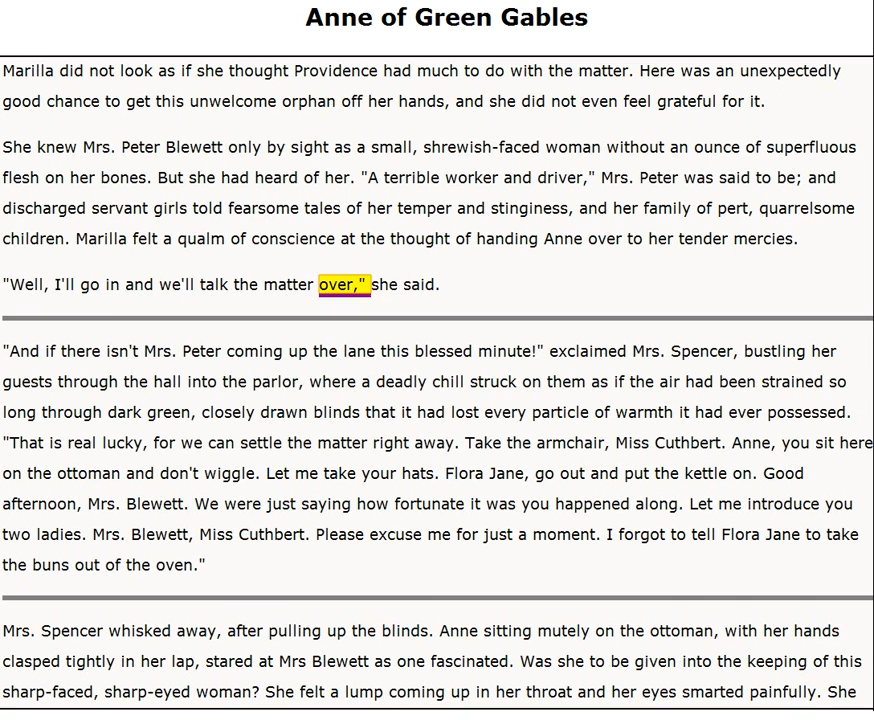 Anne of Green Gables
Marilla did not look as if she thought Providence had much to do with the matter. Here was an unexpectedly
good chance to get this unwelcome orphan off her hands, and she did not even feel grateful for it.
She knew Mrs. Peter Blewett only by sight as a small, shrewish-faced woman without an ounce of superfluous
flesh on her bones. But she had heard of her. "A terrible worker and driver," Mrs. Peter was said to be; and
discharged servant girls told fearsome tales of her temper and stinginess, and her family of pert, quarrelsome
children. Marilla felt a qualm of conscience at the thought of handing Anne over to her tender mercies.
"Well, I'll go in and we'll talk the matter over," she said.
"And if there isn't Mrs. Peter coming up the lane this blessed minute!" exclaimed Mrs. Spencer, bustling her
guests through the hall into the parlor, where a deadly chill struck on them as if the air had been strained so
long through dark green, closely drawn blinds that it had lost every particle of warmth it had ever possessed.
"That is real lucky, for we can settle the matter right away. Take the armchair, Miss Cuthbert. Anne, you sit here
on the ottoman and don't wiggle. Let me take your hats. Flora Jane, go out and put the kettle on. Good
afternoon, Mrs. Blewett. We were just saying how fortunate it was you happened along. Let me introduce you
two ladies. Mrs. Blewett, Miss Cuthbert. Please excuse me for just a moment. I forgot to tell Flora Jane to take
the buns out of the oven."
Mrs. Spencer whisked away, after pulling up the blinds. Anne sitting mutely on the ottoman, with her hands
clasped tightly in her lap, stared at Mrs Blewett as one fascinated. Was she to be given into the keeping of this
sharp-faced, sharp-eyed woman? She felt a lump coming up in her throat and her eyes smarted painfully. She